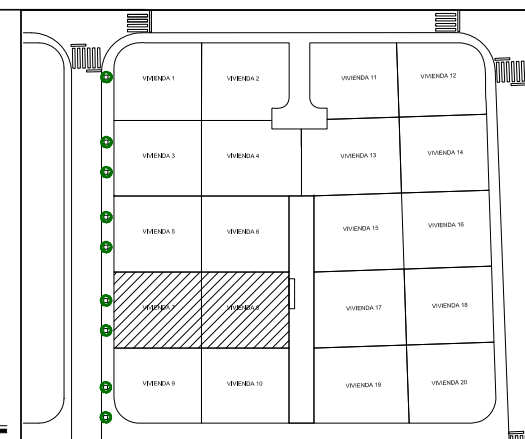 VIVIENDA 1
VIVIENDA 2
VIVIENDA 11
VIVIENDA 12
VIVIENDA 3
VIVIENDA 4
VIVIENDA 13
VIVIENDA 14
VIVIENDA 5
VIVIENDA 6
VIVIENDA 15
VIVIENDA 16
VIVIENDA 7
VIVIENDA 8
VIVIENDA 17
VIVIENDA 18
VIVIENDA 9
VIVIENDA 10
VIVIENDA 19
VIVIENDA 20